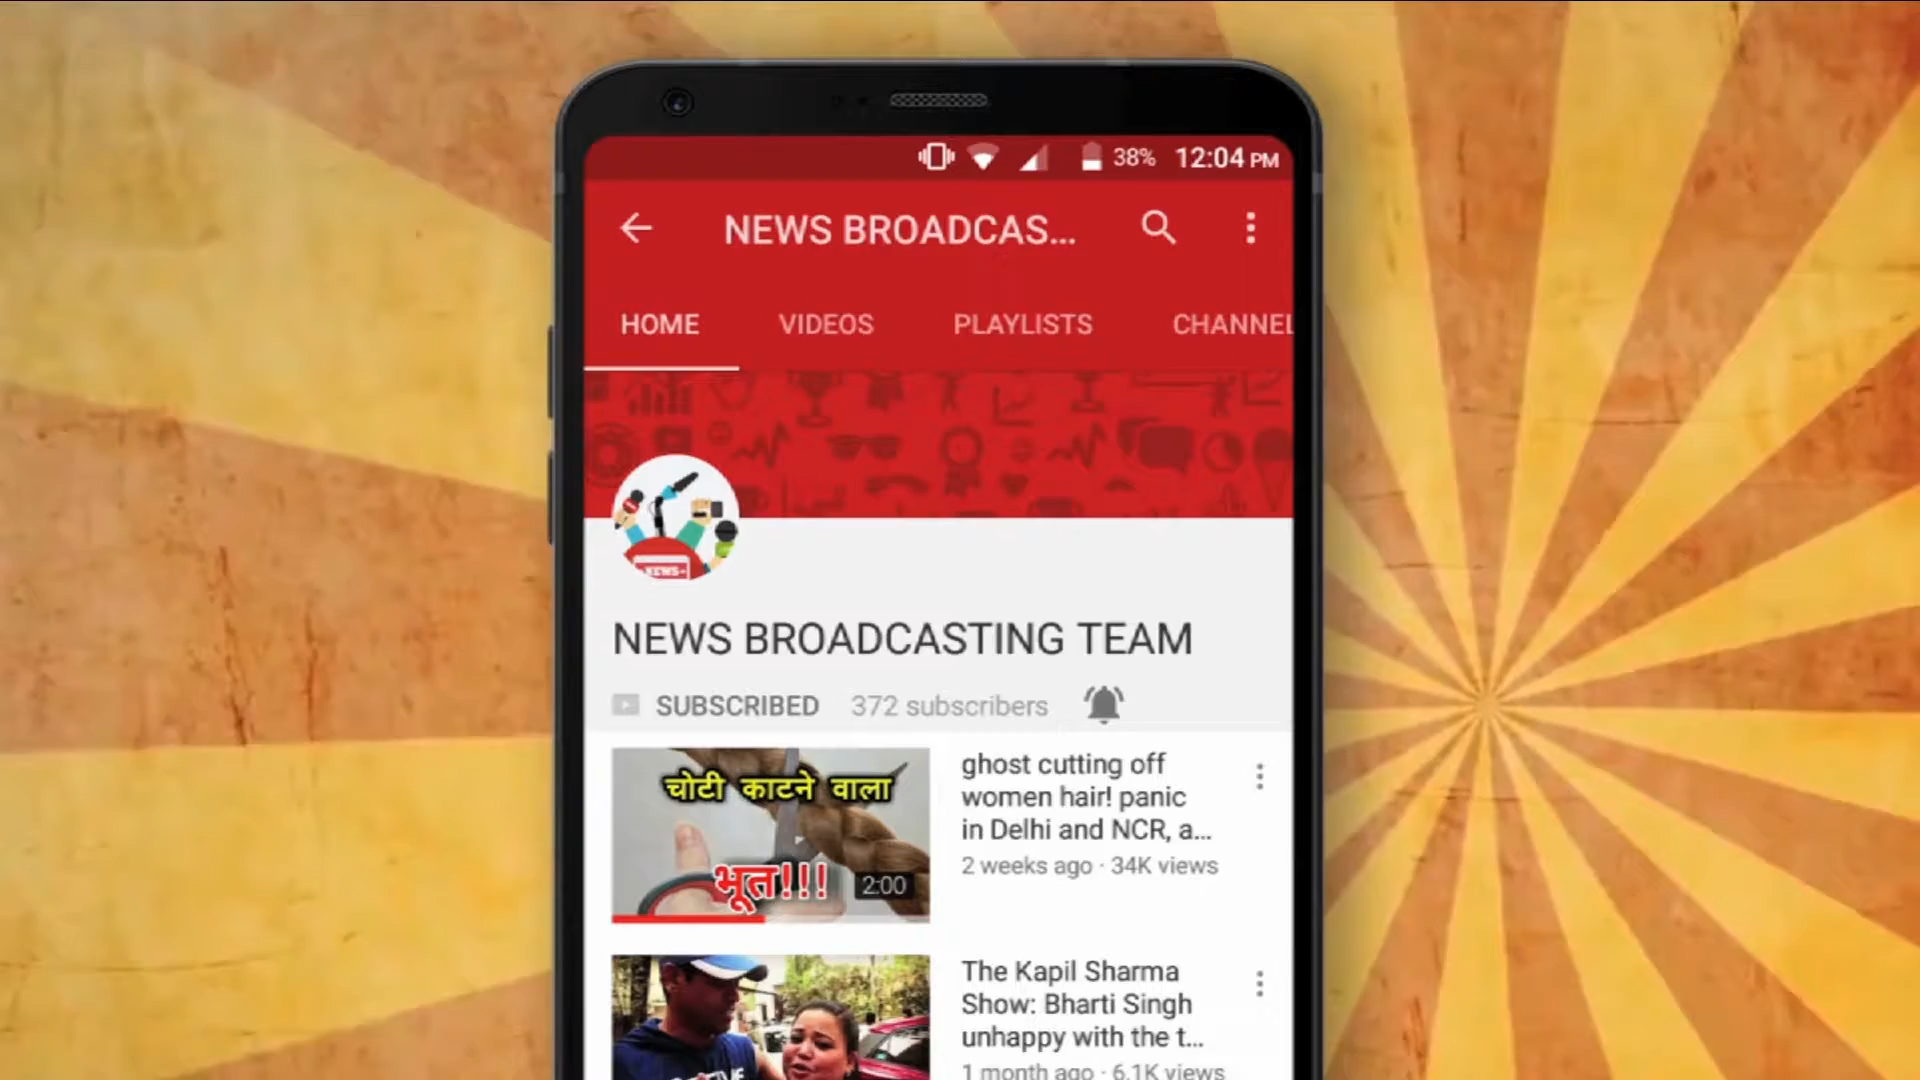 38% 12:04 PM
NEWS BROADCAS...
HOME VIDEOS PLAYLISTS CHANNEL
NEWS
NEWS BROADCASTING TEAM
SUBSCRIBED 372 subscribers
चोटी काटने वाला
भूत!!!
2:00
ghost cutting off
women hair! panic
in Delhi and NCR, a...
2 weeks ago · 34K views
The Kapil Sharma
Show: Bharti Singh
unhappy with the t...
1 month ago · 6.1K views